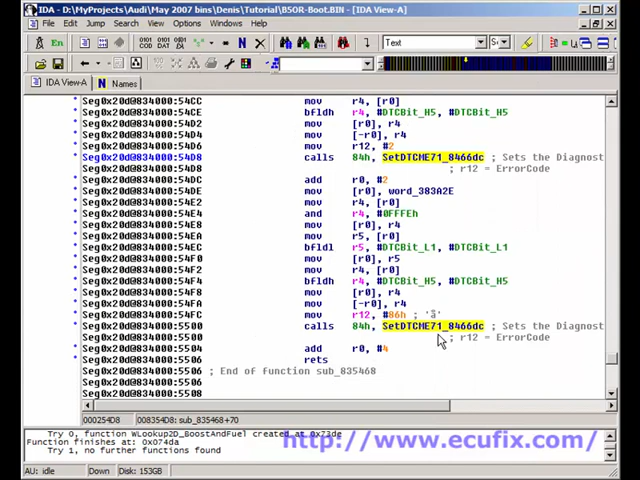 IDA - D:\MyProjects\Audi\May 2007 bins\Denis\Tutorial\B5OR-Boot.BIN - [IDA View-A]
File Edit Jump Search View Options Windows Help
En Text
IDA View-A N Names
Seg0x20d@834000:54CC mov r4, [r0]
Seg0x20d@834000:54CE bfldh r4, #DTCBit_H5, #DTCBit_H5
Seg0x20d@834000:54D2 mov [r0], r4
Seg0x20d@834000:54D4 mov [-r0], r4
Seg0x20d@834000:54D6 mov r12, #2
Seg0x20d@834000:54D8 calls 84h, SetDTCME71_8466dc ; Sets the Diagnost
Seg0x20d@834000:54D8 ; r12 = ErrorCode
Seg0x20d@834000:54DC add r0, #2
Seg0x20d@834000:54DE mov [r0], word_383A2E
Seg0x20d@834000:54E2 mov r4, [r0]
Seg0x20d@834000:54E4 and r4, #0FFFEh
Seg0x20d@834000:54E8 mov [r0], r4
Seg0x20d@834000:54EA mov r5, [r0]
Seg0x20d@834000:54EC bfldl r5, #DTCBit_L1, #DTCBit_L1
Seg0x20d@834000:54F0 mov [r0], r5
Seg0x20d@834000:54F2 mov r4, [r0]
Seg0x20d@834000:54F4 bfldh r4, #DTCBit_H5, #DTCBit_H5
Seg0x20d@834000:54F8 mov [r0], r4
Seg0x20d@834000:54FA mov [-r0], r4
Seg0x20d@834000:54FC mov r12, #86h ; 'å'
Seg0x20d@834000:5500 calls 84h, SetDTCME71_8466dc ; Sets the Diagnost
Seg0x20d@834000:5500 ; r12 = ErrorCode
Seg0x20d@834000:5504 add r0, #4
Seg0x20d@834000:5506 rets
Seg0x20d@834000:5506 ; End of function sub_835468
Seg0x20d@834000:5506
Seg0x20d@834000:5508
000254D8 008354D8: sub_835468+70
Try 0, function WLookup2D_BoostAndFuel created at 0x73de
Function finishes at: 0x074da
Try 1, no further functions found
http://www.ecufix.com/
AU: idle Down Disk: 153GB